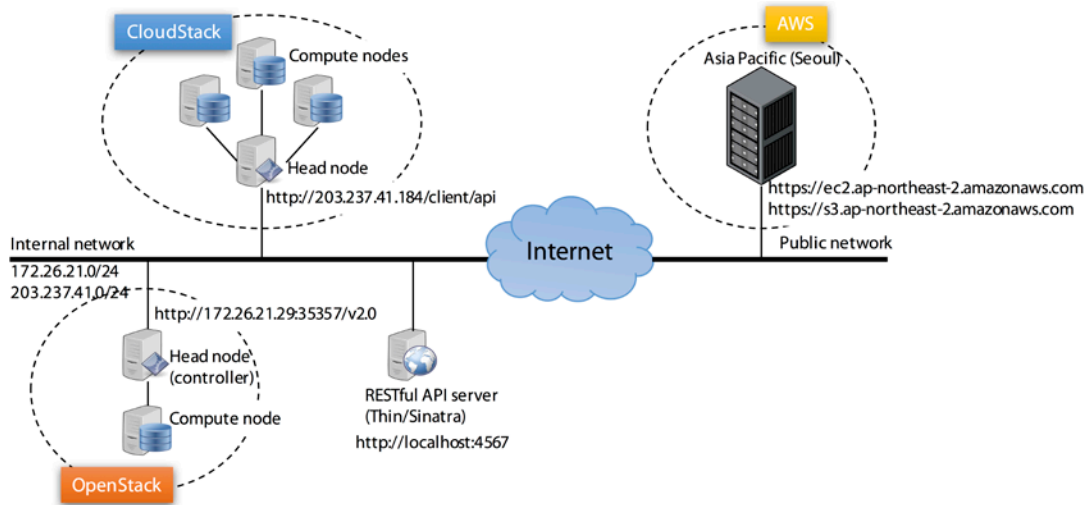 CloudStack
Compute nodes
Head node
http://203.237.41.184/client/api
AWS
Asia Pacific (Seoul)
https://ec2.ap-northeast-2.amazonaws.com
https://s3.ap-northeast-2.amazonaws.com
Internal network
Internet
Public network
172.26.21.0/24
203.237.41.0/24
http://172.26.21.29:35357/v2.0
Head node
(controller)
Compute node
OpenStack
RESTful API server
(Thin/Sinatra)
http://localhost:4567